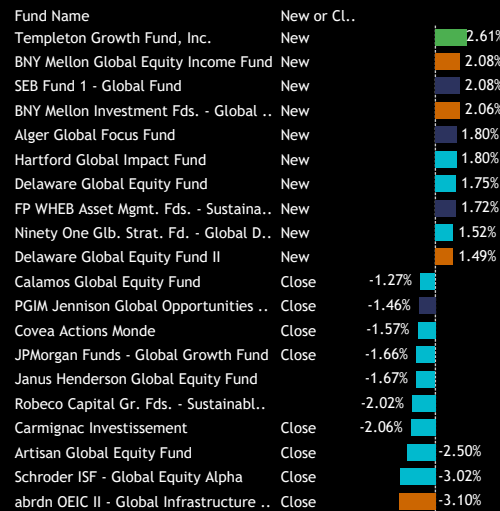 Fund Name New or Cl..
Templeton Growth Fund, Inc. New 2.61%
BNY Mellon Global Equity Income Fund New 2.08%
SEB Fund 1 - Global Fund New 2.08%
BNY Mellon Investment Fds. - Global .. New 2.06%
Alger Global Focus Fund New 1.80%
Hartford Global Impact Fund New 1.80%
Delaware Global Equity Fund New 1.75%
FP WHEB Asset Mgmt. Fds. - Sustaina.. New 1.72%
Ninety One Glb. Strat. Fd. - Global D.. New 1.52%
Delaware Global Equity Fund II New 1.49%
Calamos Global Equity Fund Close -1.27%
PGIM Jennison Global Opportunities .. Close -1.46%
Covea Actions Monde Close -1.57%
JPMorgan Funds - Global Growth Fund Close -1.66%
Janus Henderson Global Equity Fund -1.67%
Robeco Capital Gr. Fds. - Sustainabl.. -2.02%
Carmignac Investissement Close -2.06%
Artisan Global Equity Fund Close -2.50%
Schroder ISF - Global Equity Alpha Close -3.02%
abrdn OEIC II - Global Infrastructure .. Close -3.10%